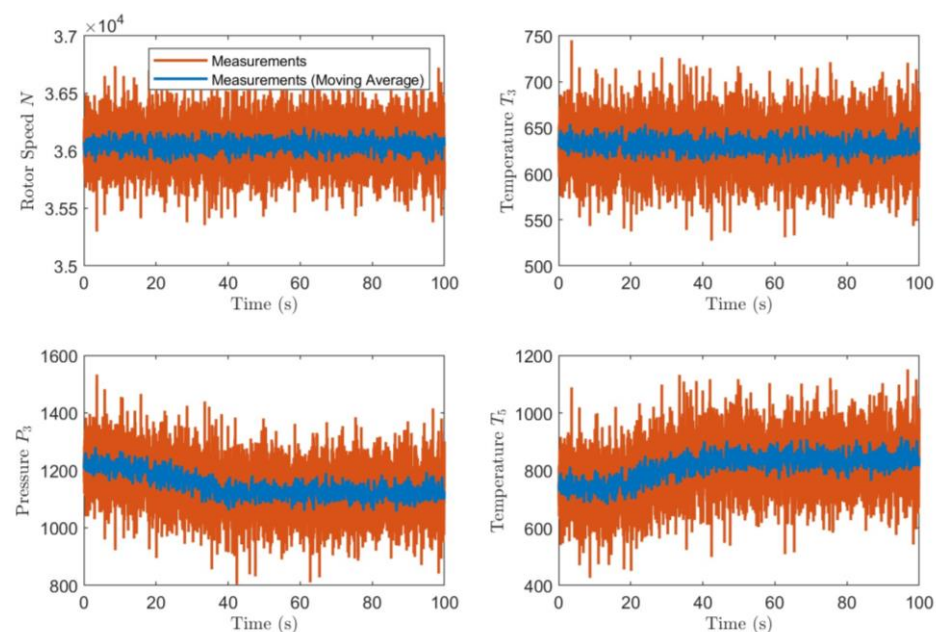 ×10⁴
3.7
3.65
3.6
3.55
3.5
Rotor Speed N
Measurements
Measurements (Moving Average)
0 20 40 60 80 100
Time (s)
750
700
650
600
550
500
Temperature T₃
0 20 40 60 80 100
Time (s)
1600
1400
1200
1000
800
Pressure P₃
0 20 40 60 80 100
Time (s)
1200
1000
800
600
400
Temperature T₅
0 20 40 60 80 100
Time (s)